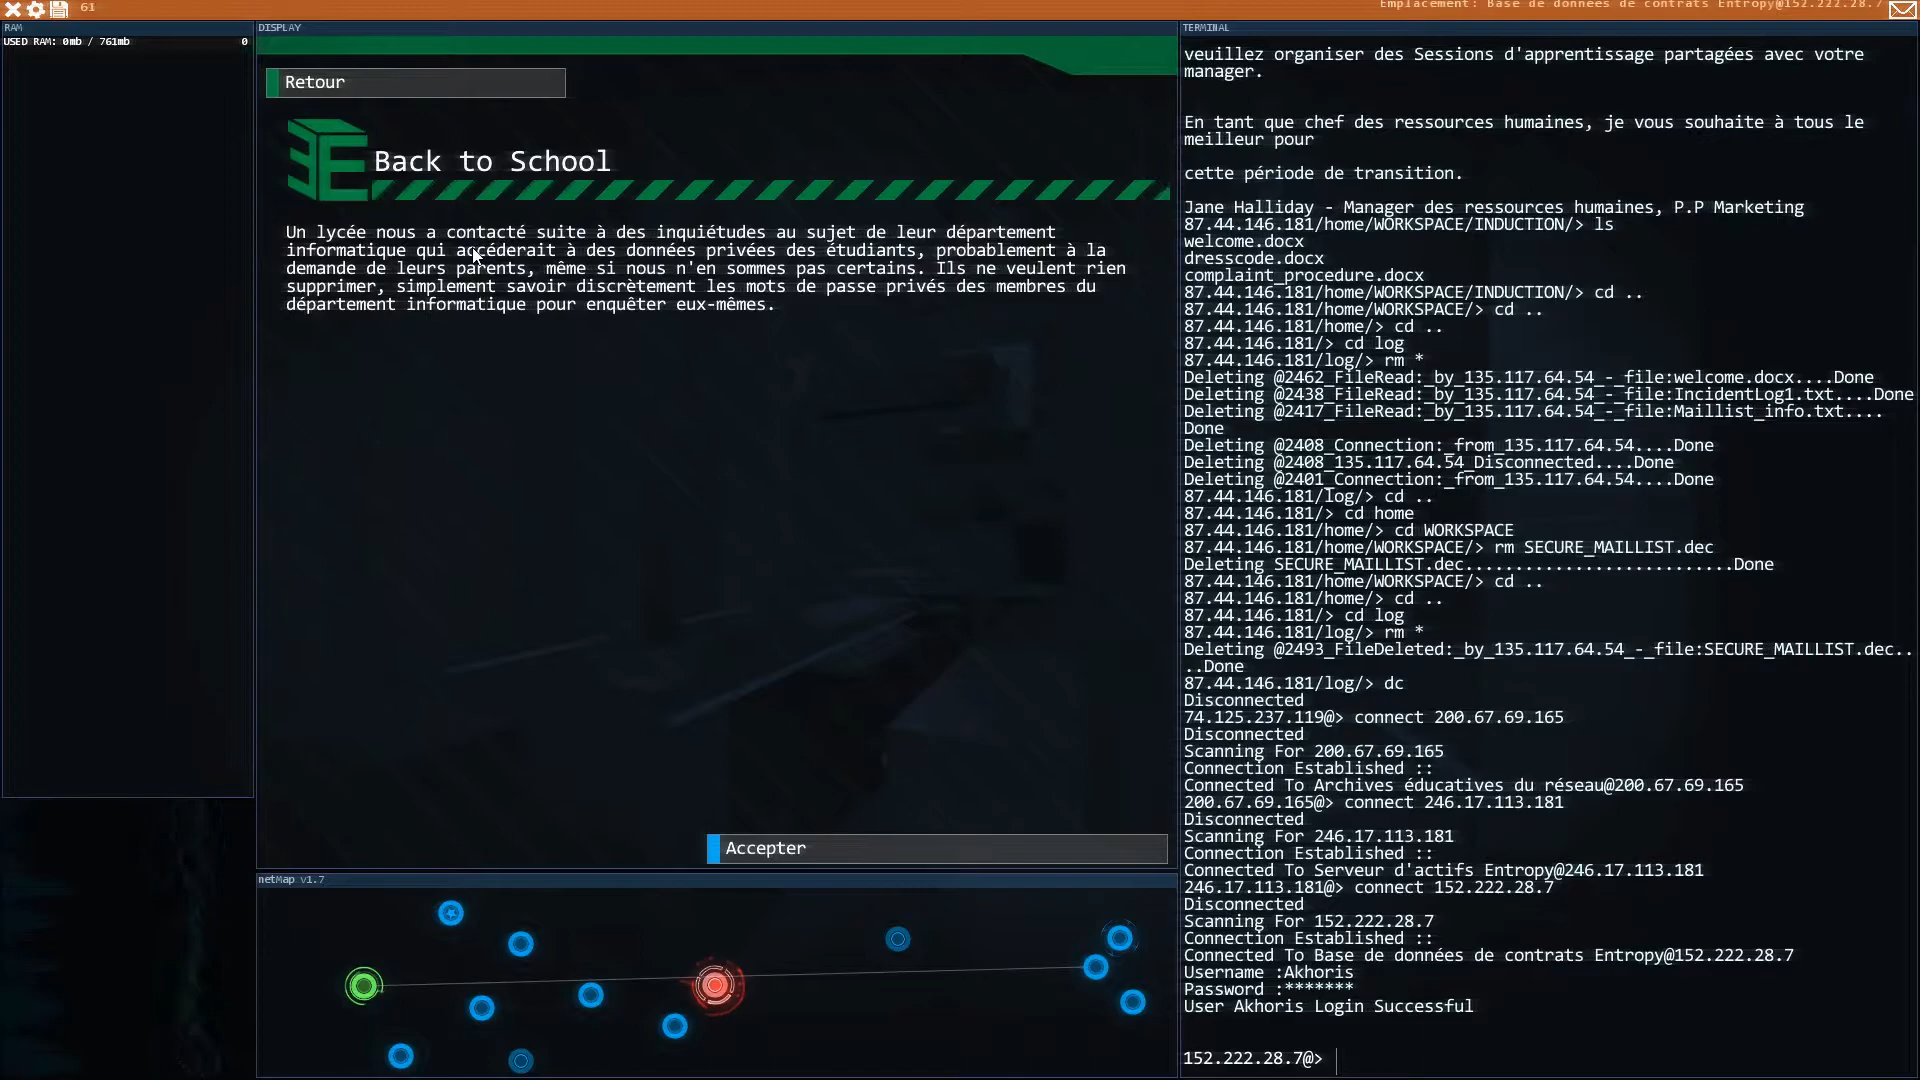 61
Emplacement: Base de données de contrats Entropy@152.222.28.7
RAM
USED RAM: 0mb / 761mb 0
DISPLAY
Retour
Back to School
Un lycée nous a contacté suite à des inquiétudes au sujet de leur département
informatique qui accéderait à des données privées des étudiants, probablement à la
demande de leurs parents, même si nous n'en sommes pas certains. Ils ne veulent rien
supprimer, simplement savoir discrètement les mots de passe privés des membres du
département informatique pour enquêter eux-mêmes.
Accepter
netMap v1.7
TERMINAL
veuillez organiser des Sessions d'apprentissage partagées avec votre
manager.
En tant que chef des ressources humaines, je vous souhaite à tous le
meilleur pour
cette période de transition.
Jane Halliday - Manager des ressources humaines, P.P Marketing
87.44.146.181/home/WORKSPACE/INDUCTION/> ls
welcome.docx
dresscode.docx
complaint_procedure.docx
87.44.146.181/home/WORKSPACE/INDUCTION/> cd ..
87.44.146.181/home/WORKSPACE/> cd ..
87.44.146.181/home/> cd ..
87.44.146.181/> cd log
87.44.146.181/log/> rm *
Deleting @2462_FileRead:_by_135.117.64.54_-_file:welcome.docx....Done
Deleting @2438_FileRead:_by_135.117.64.54_-_file:IncidentLog1.txt....Done
Deleting @2417_FileRead:_by_135.117.64.54_-_file:Maillist_info.txt....
Done
Deleting @2408_Connection:_from_135.117.64.54....Done
Deleting @2408_135.117.64.54_Disconnected....Done
Deleting @2401_Connection:_from_135.117.64.54....Done
87.44.146.181/log/> cd ..
87.44.146.181/> cd home
87.44.146.181/home/> cd WORKSPACE
87.44.146.181/home/WORKSPACE/> rm SECURE_MAILLIST.dec
Deleting SECURE_MAILLIST.dec...........................Done
87.44.146.181/home/WORKSPACE/> cd ..
87.44.146.181/home/> cd ..
87.44.146.181/> cd log
87.44.146.181/log/> rm *
Deleting @2493_FileDeleted:_by_135.117.64.54_-_file:SECURE_MAILLIST.dec..
..Done
87.44.146.181/log/> dc
Disconnected
74.125.237.119@> connect 200.67.69.165
Disconnected
Scanning For 200.67.69.165
Connection Established ::
Connected To Archives éducatives du réseau@200.67.69.165
200.67.69.165@> connect 246.17.113.181
Disconnected
Scanning For 246.17.113.181
Connection Established ::
Connected To Serveur d'actifs Entropy@246.17.113.181
246.17.113.181@> connect 152.222.28.7
Disconnected
Scanning For 152.222.28.7
Connection Established ::
Connected To Base de données de contrats Entropy@152.222.28.7
Username :Akhoris
Password :*******
User Akhoris Login Successful
152.222.28.7@>